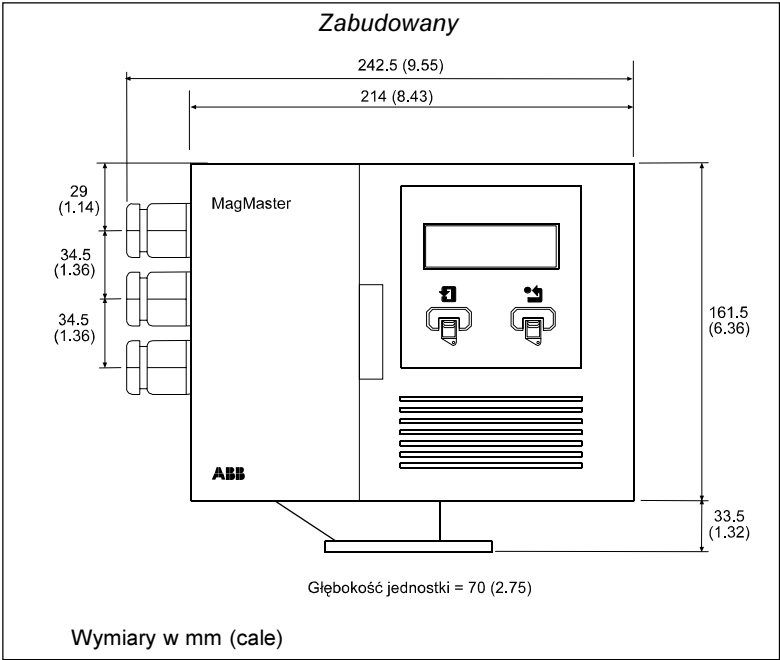 Zabudowany
242.5 (9.55)
214 (8.43)
29
(1.14)
MagMaster
34.5
(1.36)
34.5
(1.36)
161.5
(6.36)
ABB
33.5
(1.32)
Głębokość jednostki = 70 (2.75)
Wymiary w mm (cale)